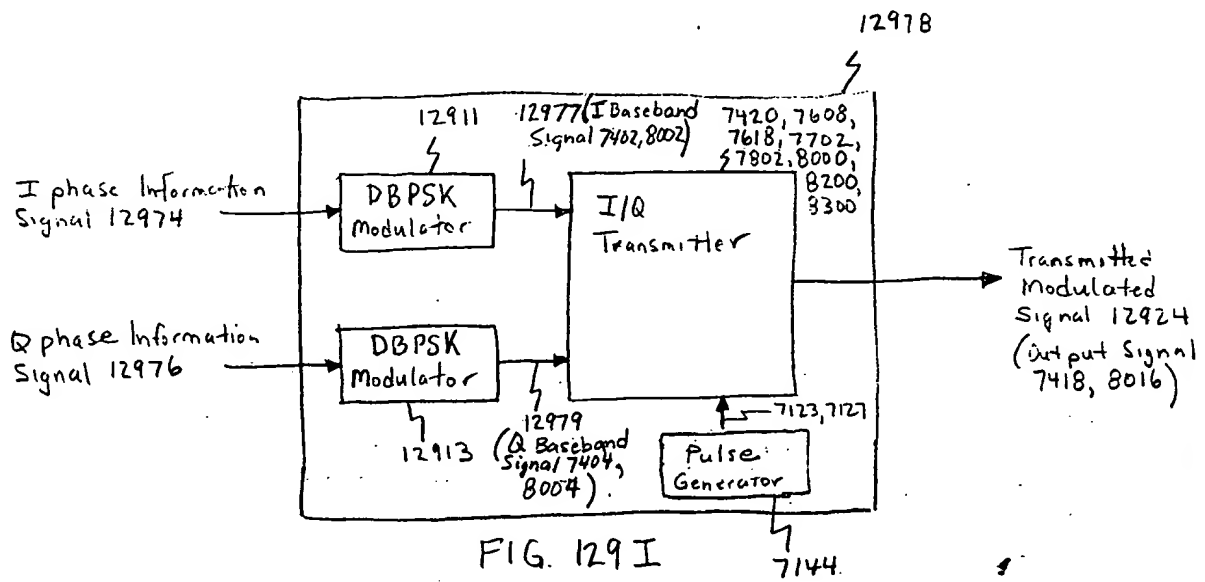 12978
12911
12977 (I Baseband
Signal 7402, 8002)
7420, 7608,
7618, 7702,
7802, 8000,
8200,
8300
I phase Information
Signal 12974
DBPSK
Modulator
I/Q
Transmitter
Transmitted
Modulated
Signal 12924
(Output Signal
7418, 8016)
Q phase Information
Signal 12976
DBPSK
Modulator
12913
12979
(Q Baseband
Signal 7404,
8004).
7123, 7127
Pulse
Generator
7144
FIG. 129 I